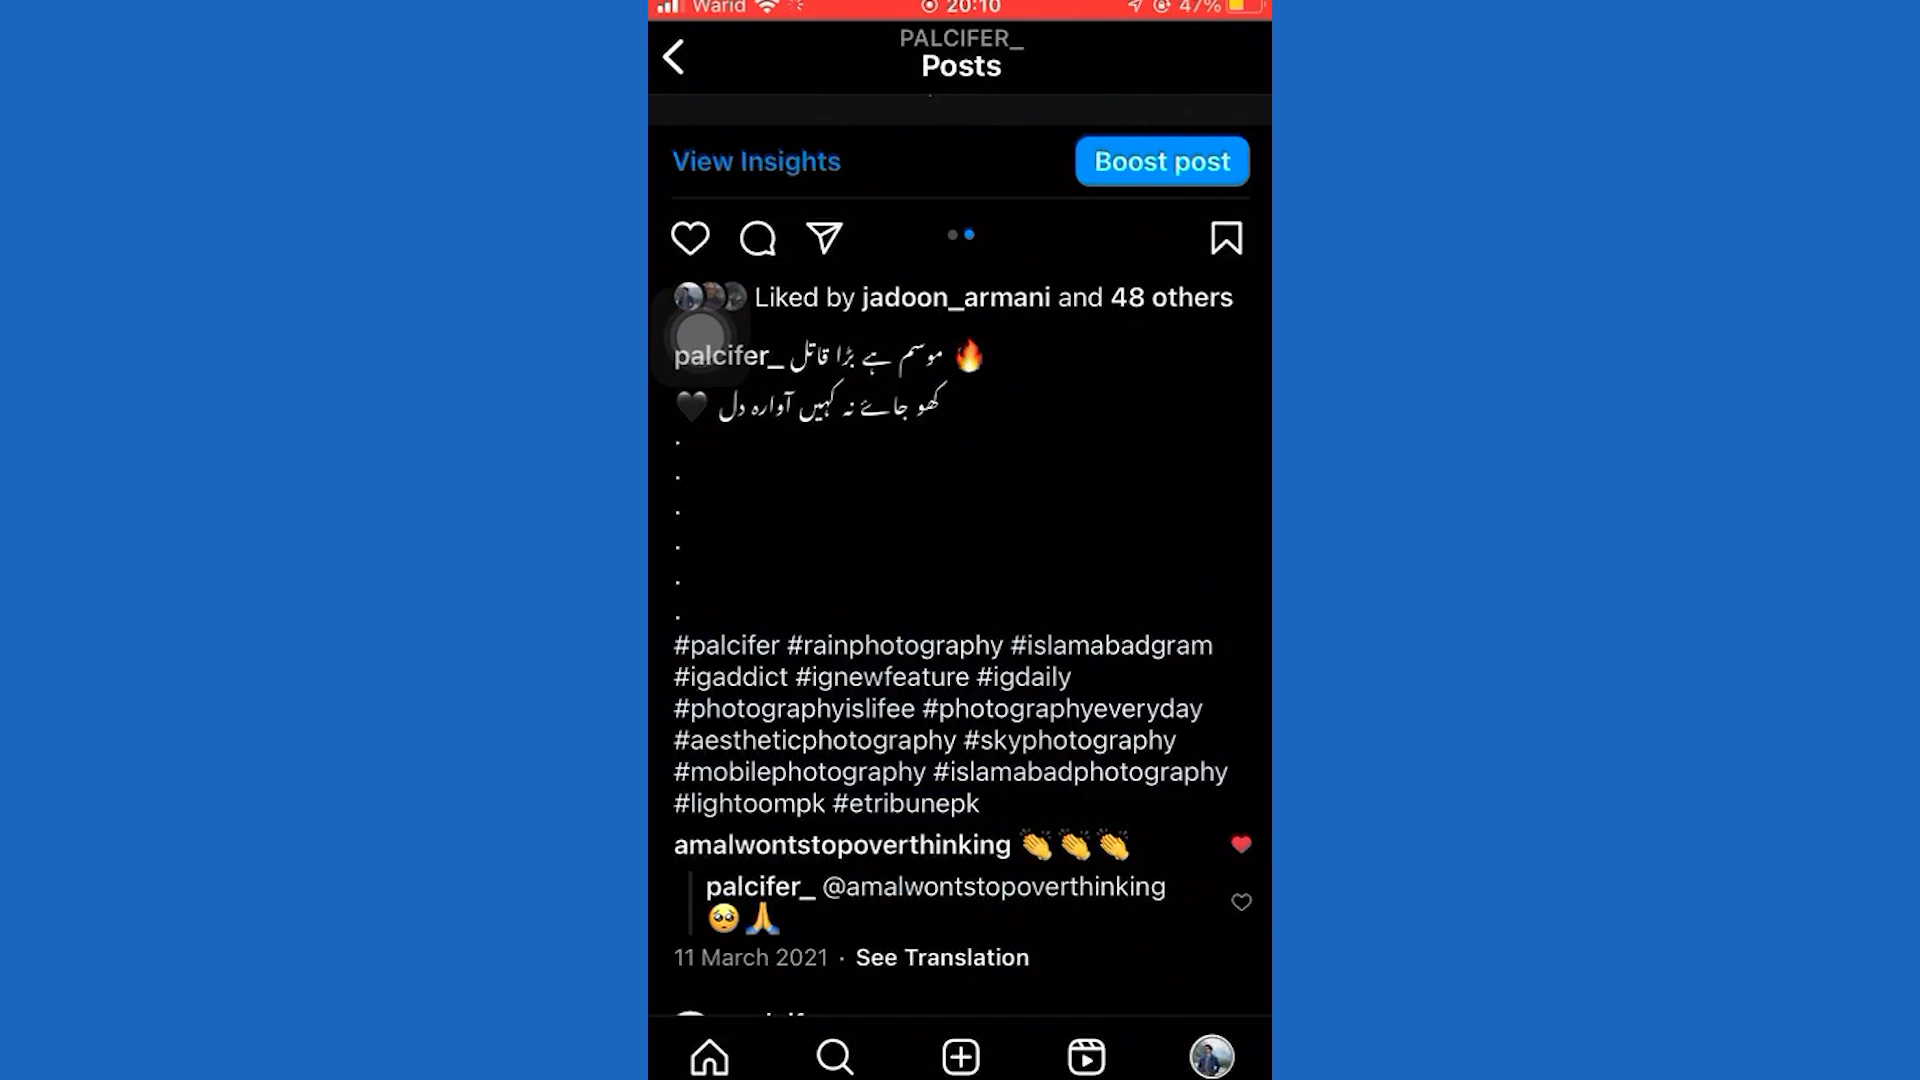 Warid 20:10 47%
PALCIFER_
Posts
View Insights
Boost post
Liked by jadoon_armani and 48 others
palcifer_ موسم ہے بڑا قاتل 🔥
کھو جائے نہ کہیں آوارہ دل 🖤
.
.
.
.
.
.
#palcifer #rainphotography #islamabadgram
#igaddict #ignewfeature #igdaily
#photographyislifee #photographyeveryday
#aestheticphotography #skyphotography
#mobilephotography #islamabadphotography
#lightoompk #etribunepk
amalwontstopoverthinking 👏👏👏
palcifer_ @amalwontstopoverthinking
🥺🙏
11 March 2021 · See Translation